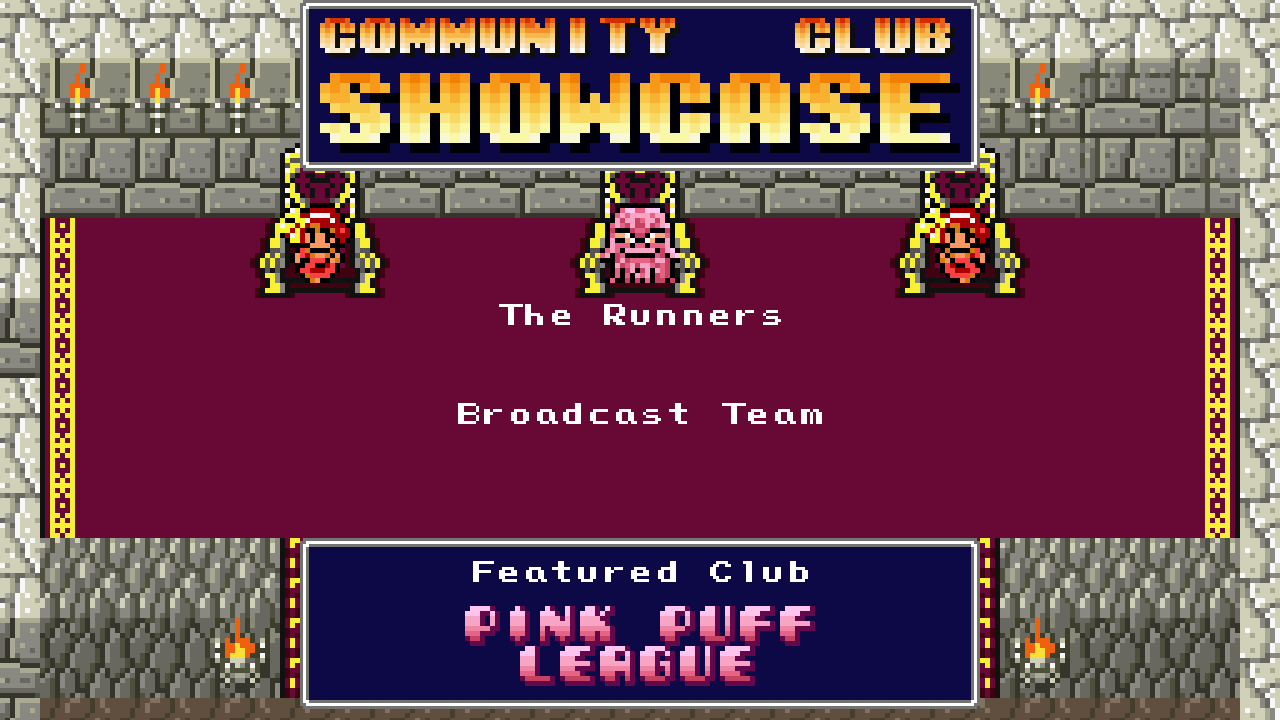 COMMUNITY CLUB
SHOWCASE
The Runners
Broadcast Team
Featured Club
PINK PUFF
LEAGUE